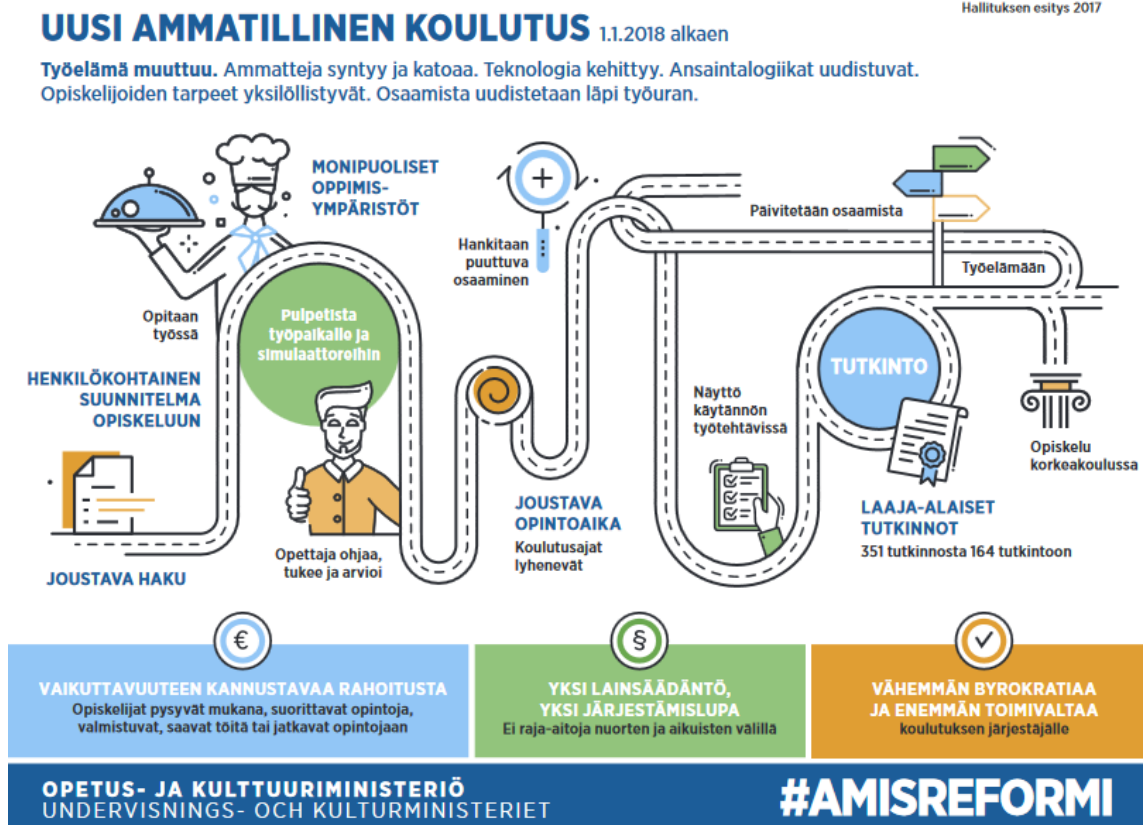 Hallituksen esitys 2017
UUSI AMMATILLINEN KOULUTUS 1.1.2018 alkaen
Työelämä muuttuu. Ammatteja syntyy ja katoaa. Teknologia kehittyy. Ansaintalogiikat uudistuvat.
Opiskelijoiden tarpeet yksilöllistyvät. Osaamista uudistetaan läpi työuran.
MONIPUOLISET
OPPIMIS-
YMPÄRISTÖT
Opitaan
työssä
Pulpetista
työpaikalle ja
simulaattoreihin
HENKILÖKOHTAINEN
SUUNNITELMA
OPISKELUUN
JOUSTAVA HAKU
Opettaja ohjaa,
tukee ja arvioi
Hankitaan
puuttuva
osaaminen
JOUSTAVA
OPINTOAIKA
Koulutusajat
lyhenevät
Näyttö
käytännön
työtehtävissä
Päivitetään osaamista
Työelämään
TUTKINTO
Opiskelu
korkeakoulussa
LAAJA-ALAISET
TUTKINNOT
351 tutkinnosta 164 tutkintoon
€
VAIKUTTAVUUTEEN KANNUSTAVAA RAHOITUSTA
Opiskelijat pysyvät mukana, suorittavat opintoja,
valmistuvat, saavat töitä tai jatkavat opintojaan
§
YKSI LAINSÄÄDÄNTÖ,
YKSI JÄRJESTÄMISLUPA
Ei raja-aitoja nuorten ja aikuisten välillä
VÄHEMMÄN BYROKRATIAA
JA ENEMMÄN TOIMIVALTAA
koulutuksen järjestäjälle
OPETUS- JA KULTTUURIMINISTERIÖ
UNDERVISNINGS- OCH KULTURMINISTERIET
#AMISREFORMI